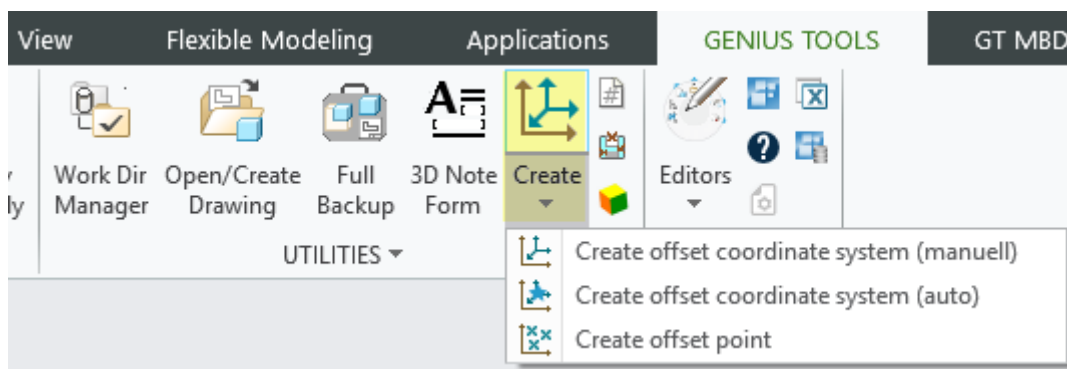 View Flexible Modeling Applications GENIUS TOOLS GT MBD
Work Dir Open/Create Full 3D Note Create Editors
Manager Drawing Backup Form
UTILITIES
Create offset coordinate system (manuell)
Create offset coordinate system (auto)
Create offset point